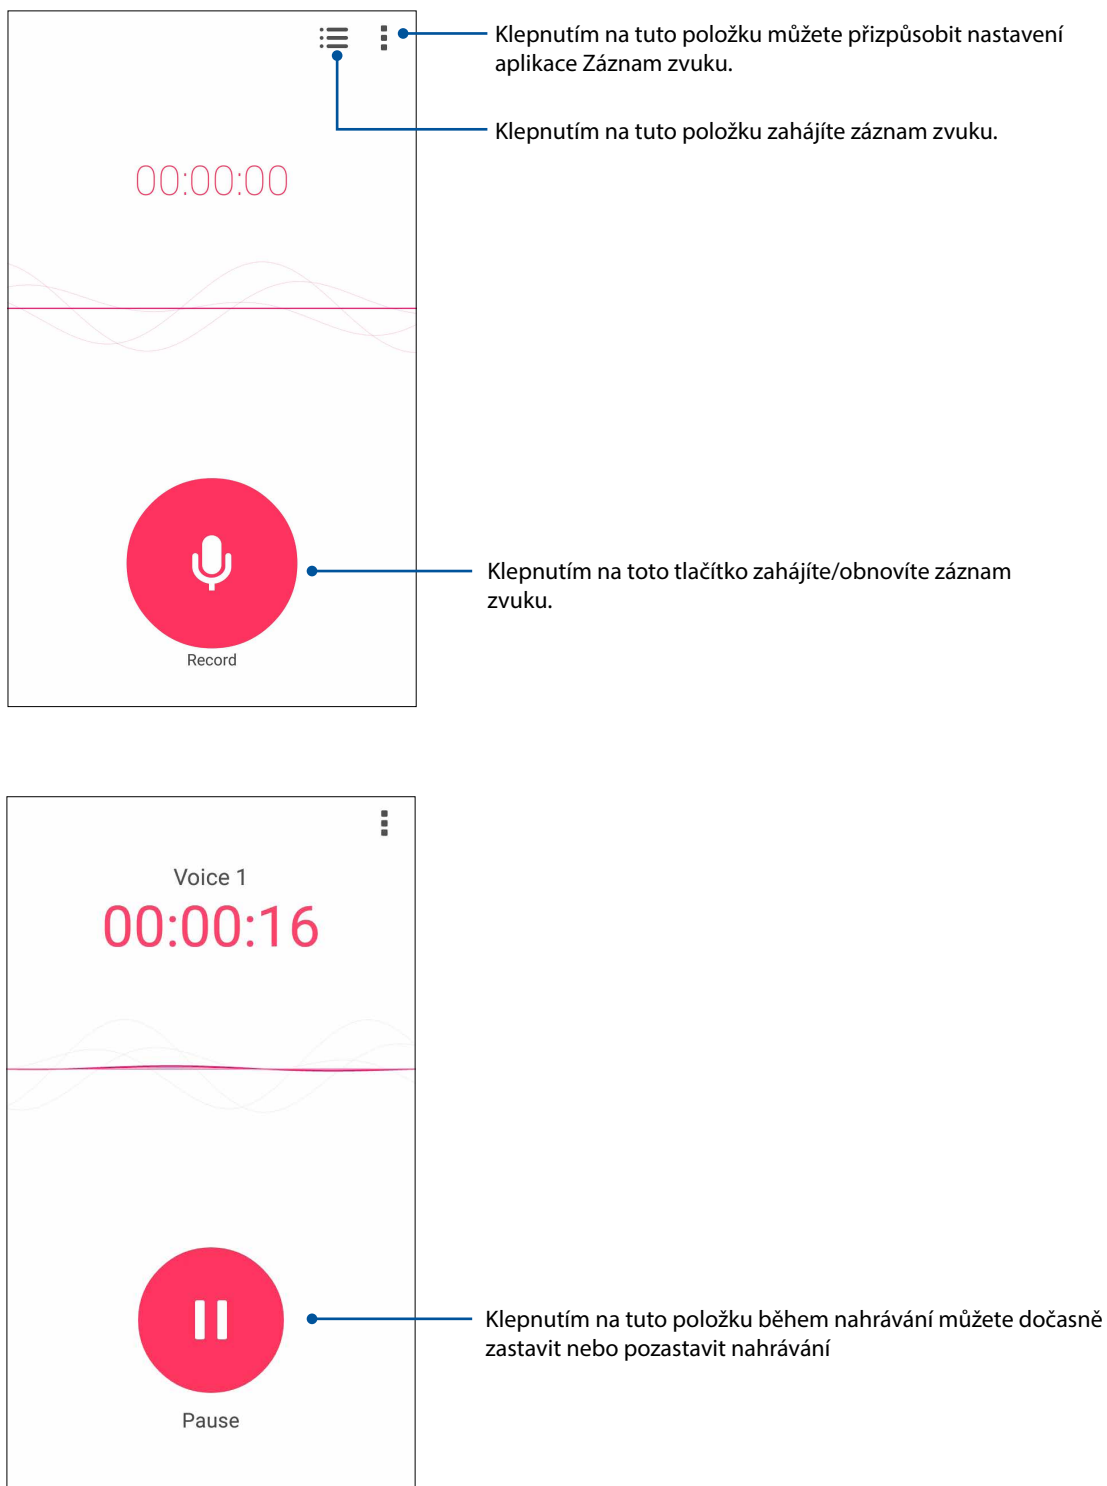 Klepnutím na tuto položku můžete přizpůsobit nastavení
aplikace Záznam zvuku.
Klepnutím na tuto položku zahájíte záznam zvuku.
00:00:00
Klepnutím na toto tlačítko zahájíte/obnovíte záznam
zvuku.
Record
Voice 1
00:00:16
Klepnutím na tuto položku během nahrávání můžete dočasně
zastavit nebo pozastavit nahrávání
Pause